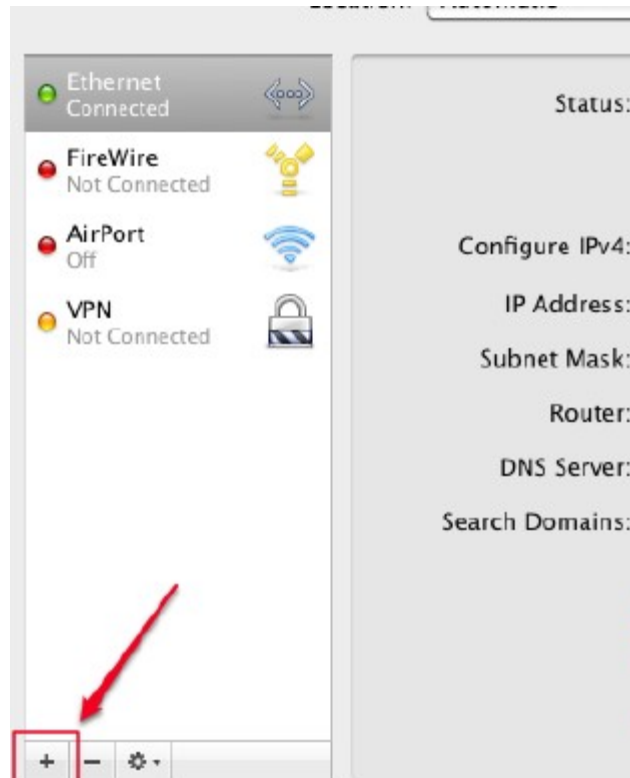 Ethernet
Connected
FireWire
Not Connected
AirPort
Off
VPN
Not Connected
Status:
Configure IPv4:
IP Address:
Subnet Mask:
Router:
DNS Server:
Search Domains: